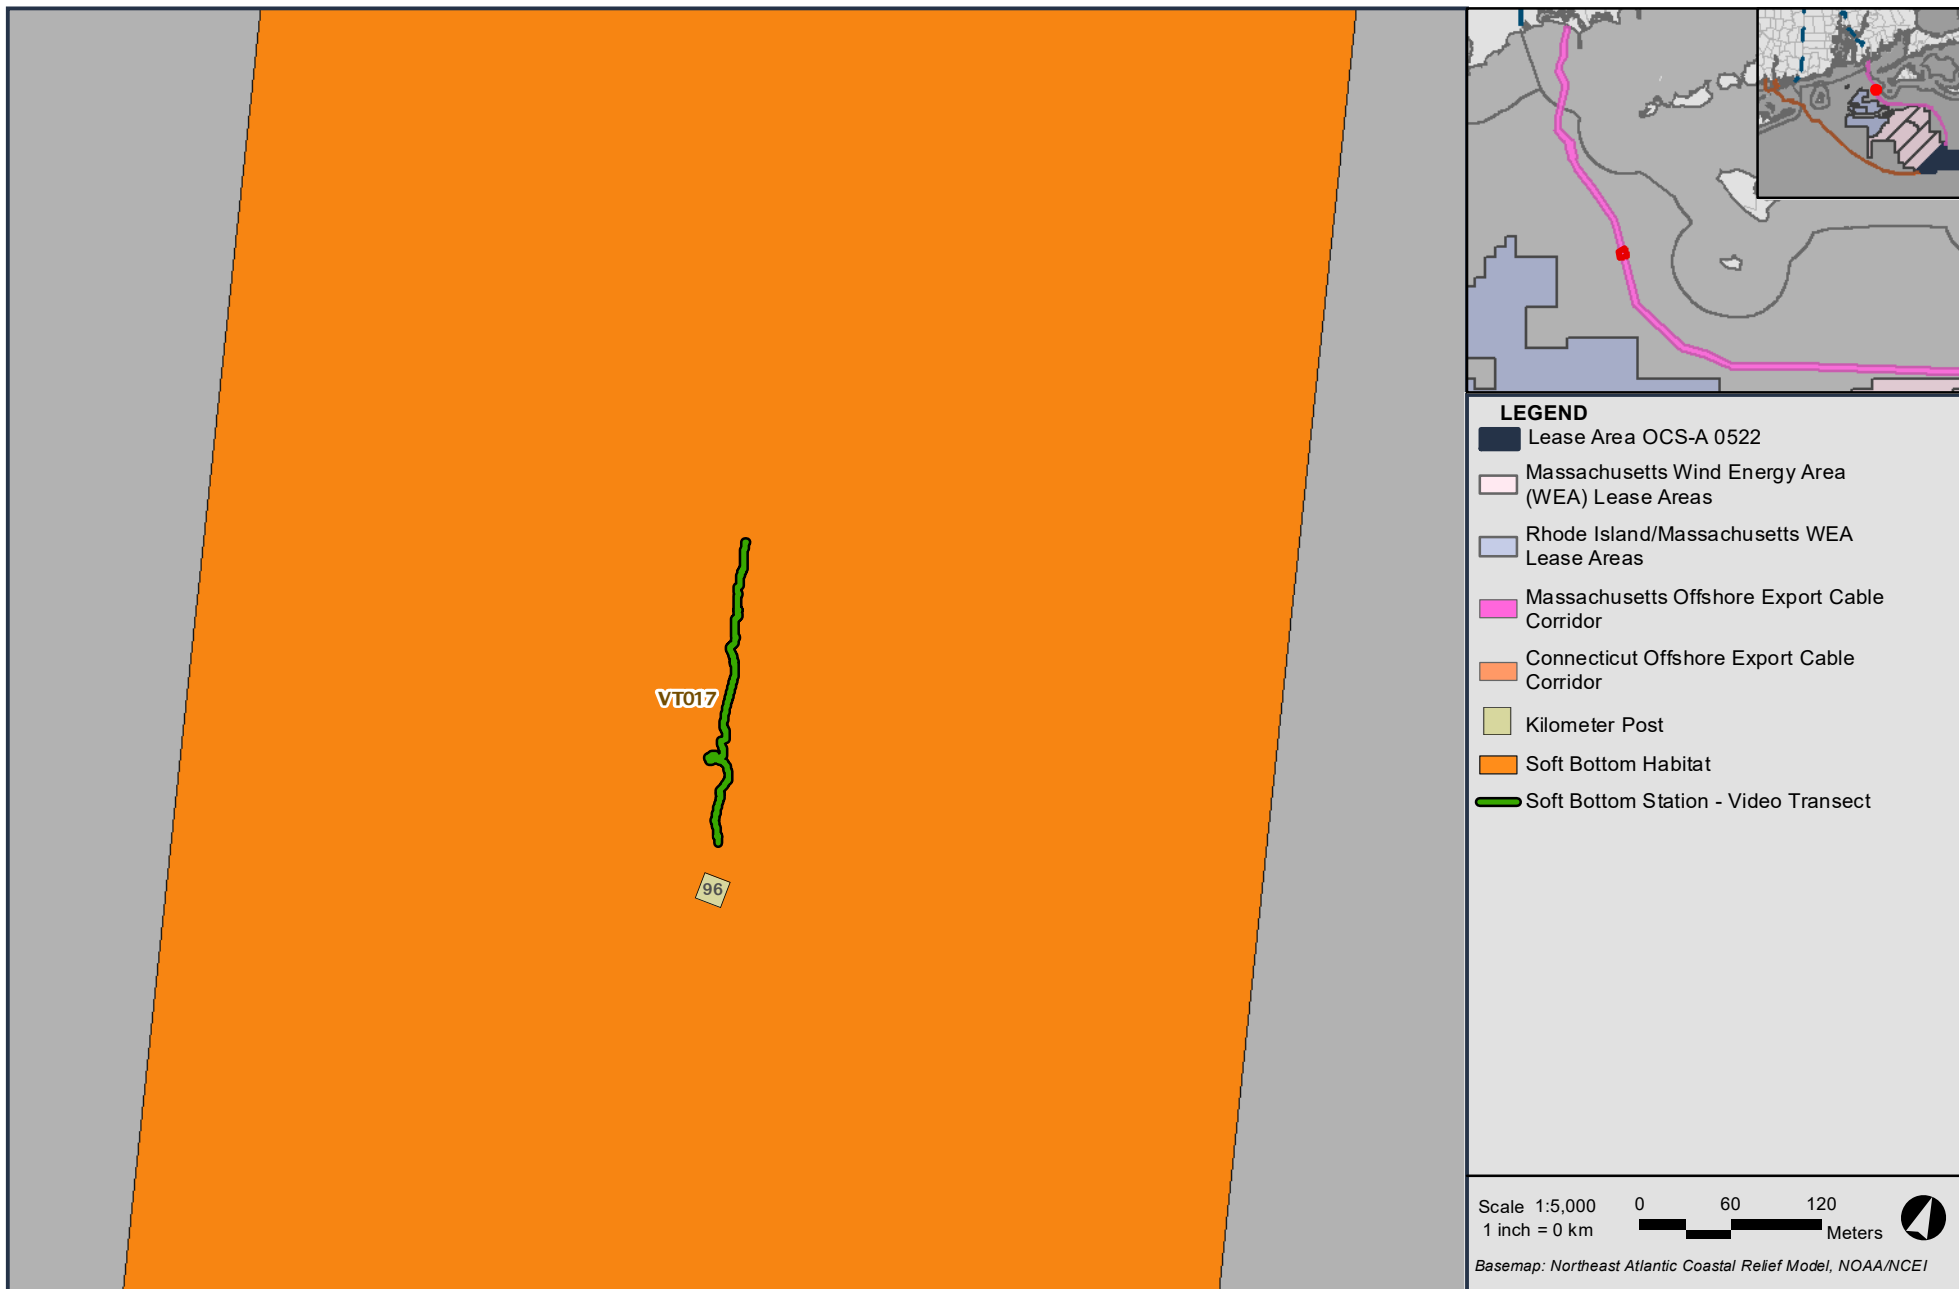 VT017
96
LEGEND
Lease Area OCS-A 0522
Massachusetts Wind Energy Area
(WEA) Lease Areas
Rhode Island/Massachusetts WEA
Lease Areas
Massachusetts Offshore Export Cable
Corridor
Connecticut Offshore Export Cable
Corridor
Kilometer Post
Soft Bottom Habitat
Soft Bottom Station - Video Transect
Scale 1:5,000
1 inch = 0 km
0 60 120
Meters
Basemap: Northeast Atlantic Coastal Relief Model, NOAA/NCEI